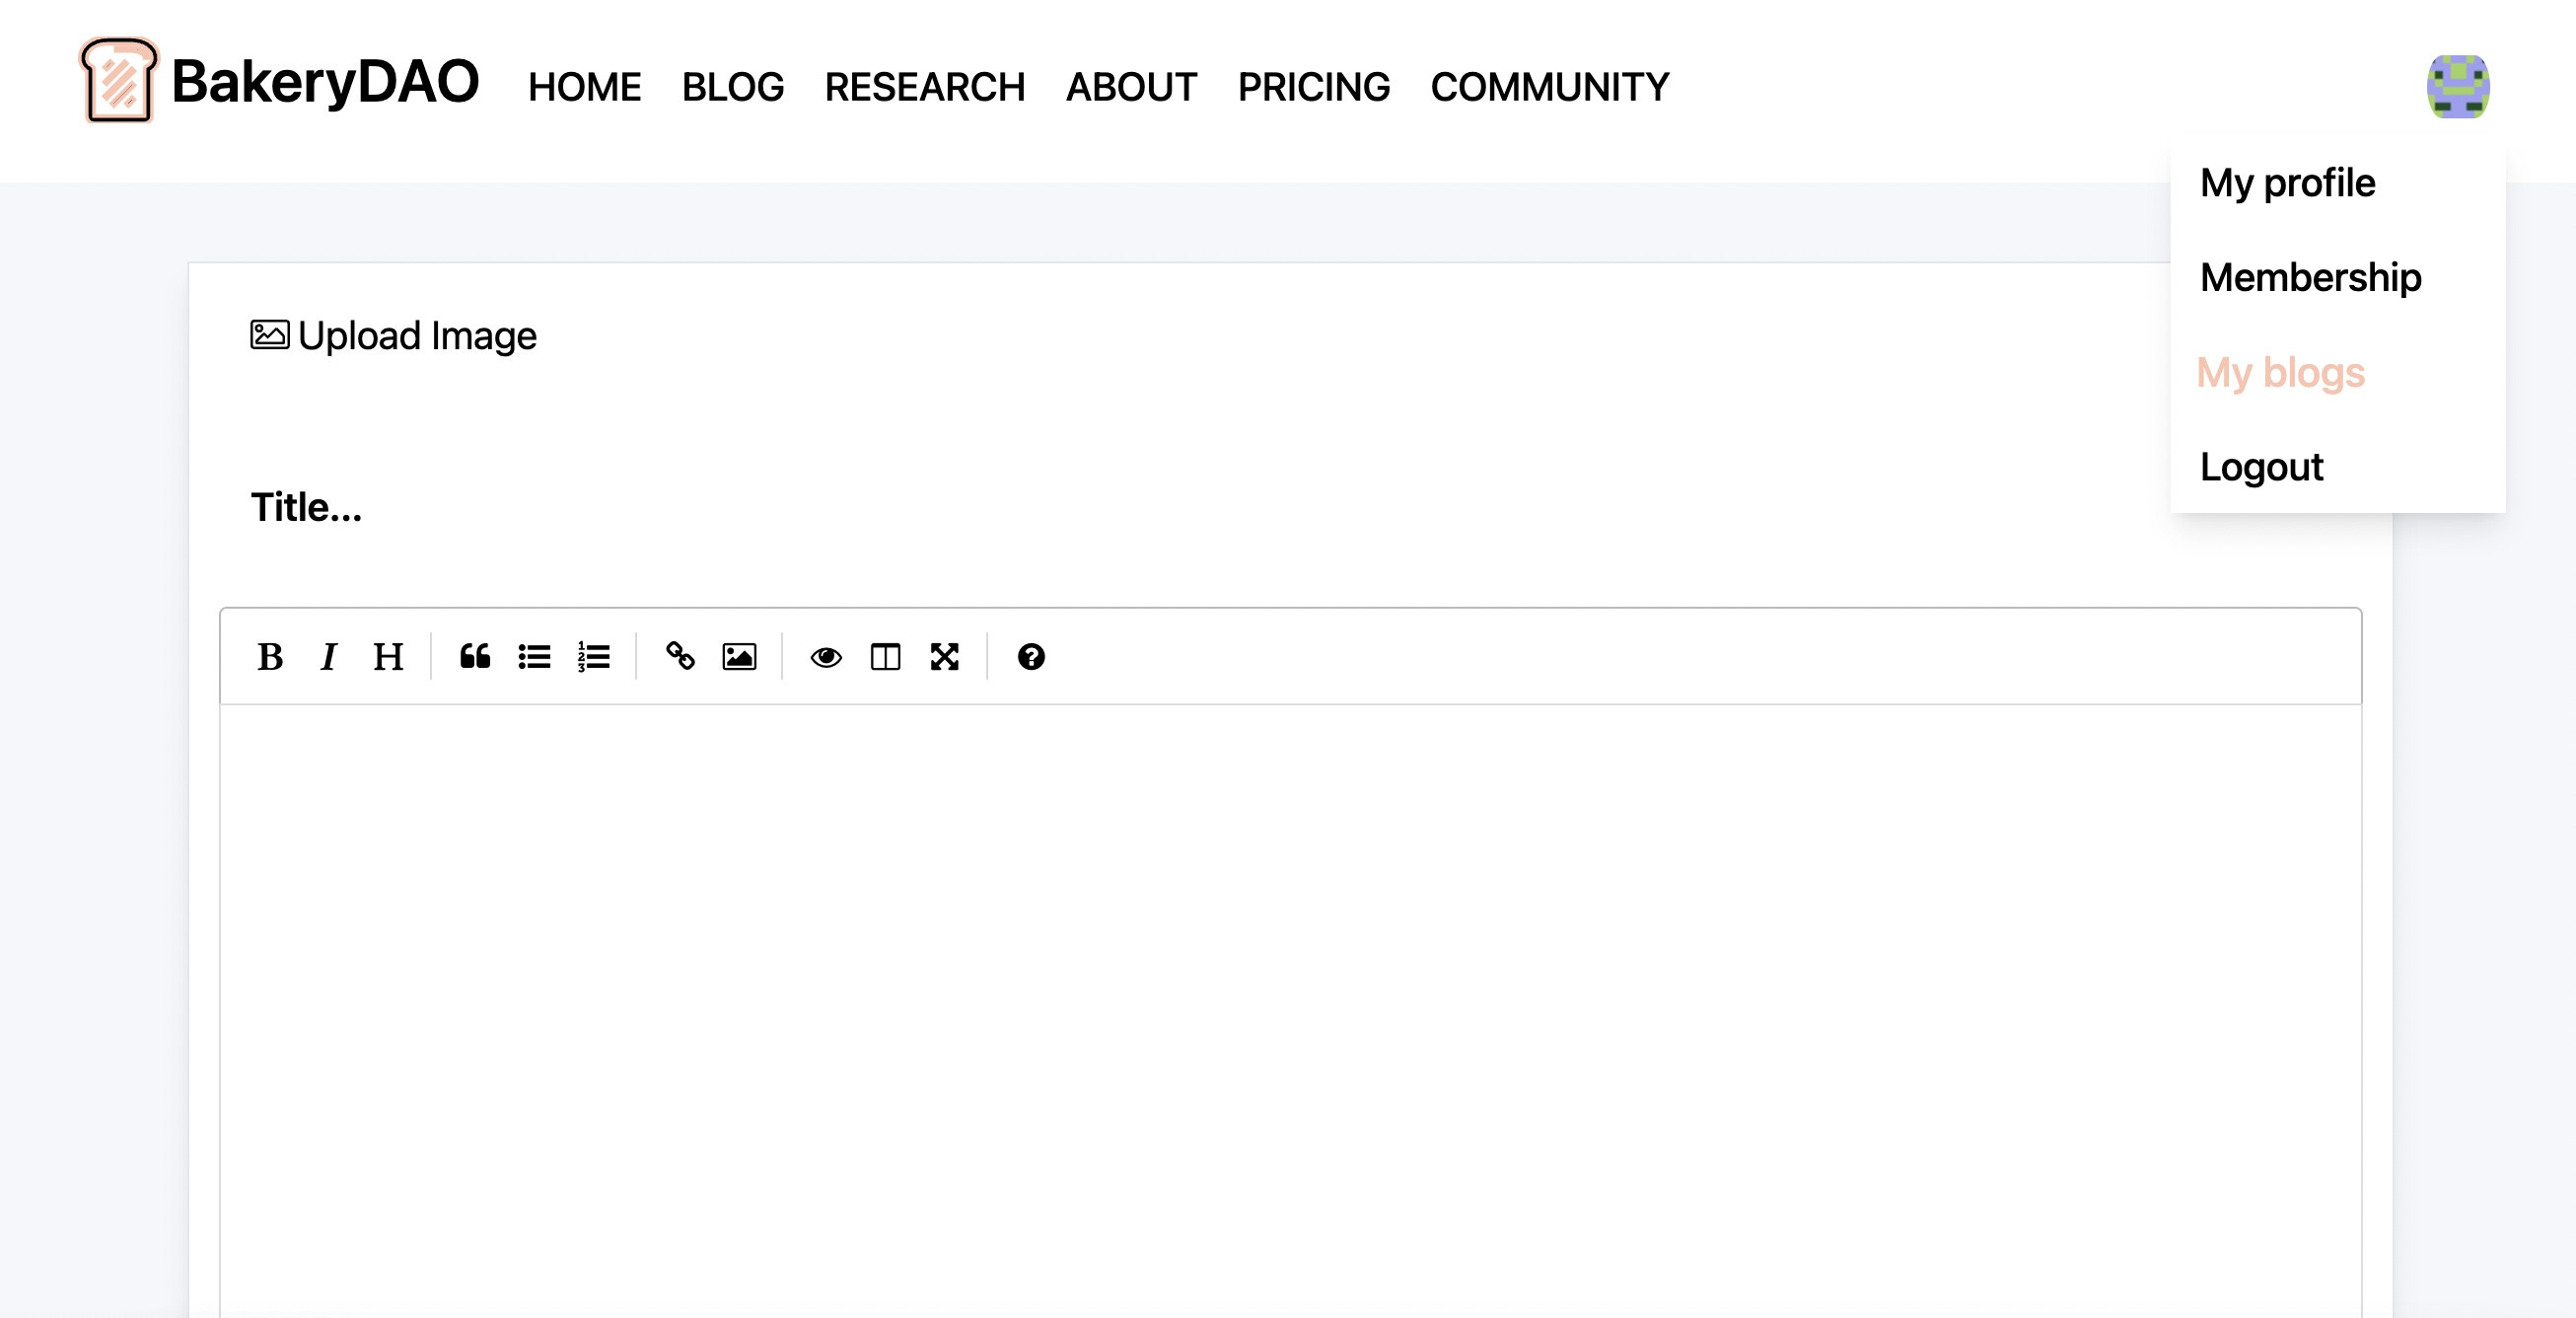 BakeryDAO HOME BLOG RESEARCH ABOUT PRICING COMMUNITY
My profile
Membership
My blogs
Logout
Upload Image
Title...
B I H